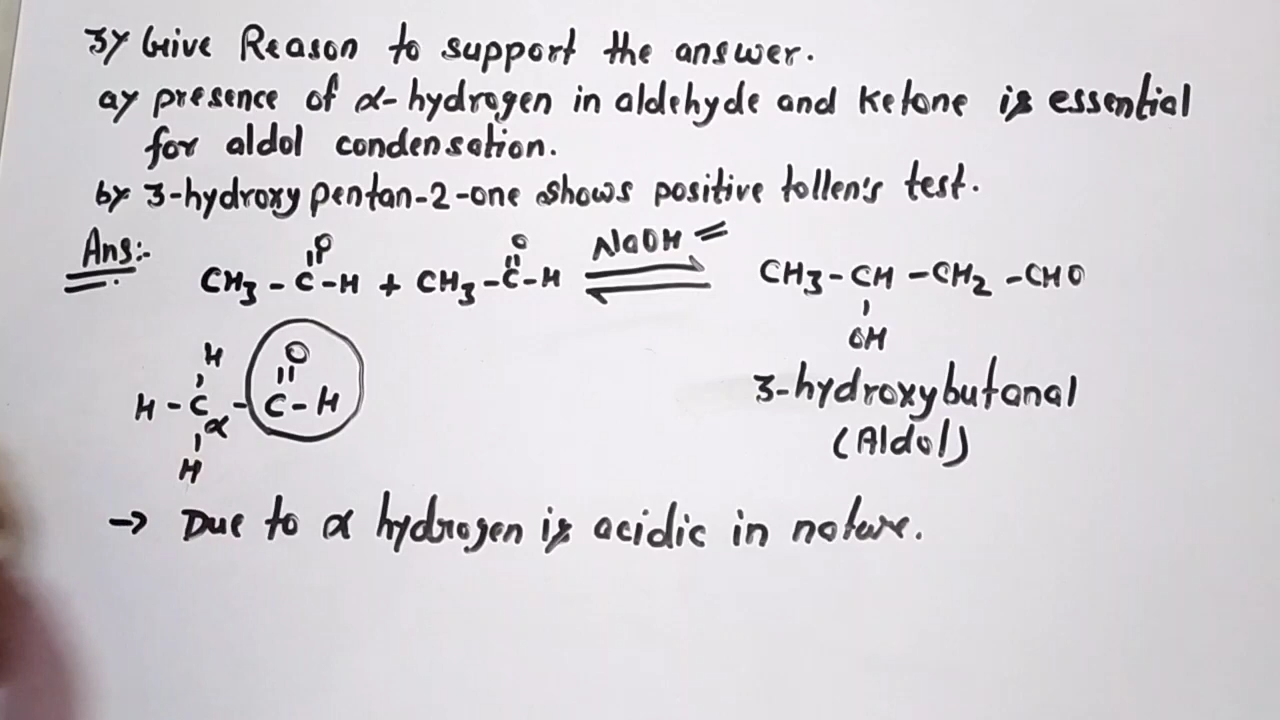 3) Give Reason to support the answer.
a) presence of α-hydrogen in aldehyde and ketone is essential
for aldol condensation.
b) 3-hydroxy pentan-2-one shows positive tollen's test.
Ans:-
CH3-C-H + CH3-C-H NaOH CH3-CH-CH2-CHO
O O
OH
3-hydroxybutanal
(Aldol)
H O
H-C-C-H
α
H
→ Due to α hydrogen is acidic in nature.